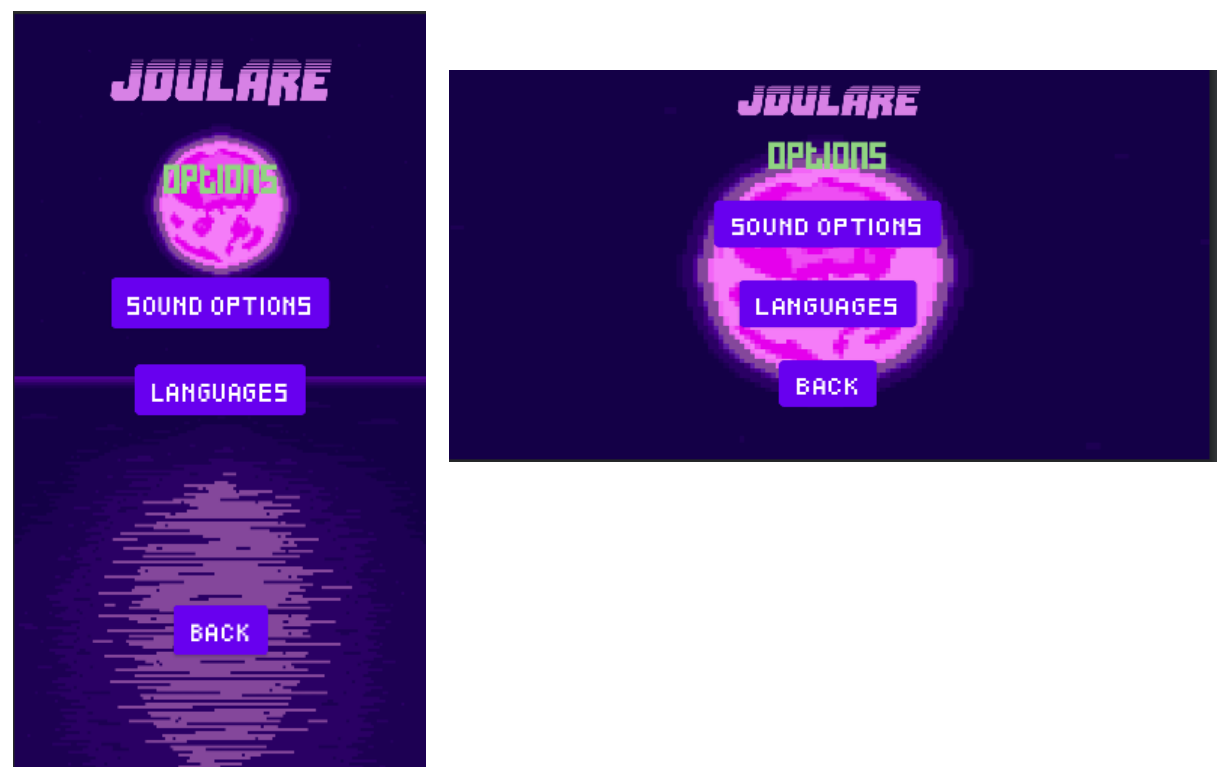 JOULARE
OPTIONS
SOUND OPTIONS
LANGUAGES
BACK
JOULARE
OPTIONS
SOUND OPTIONS
LANGUAGES
BACK